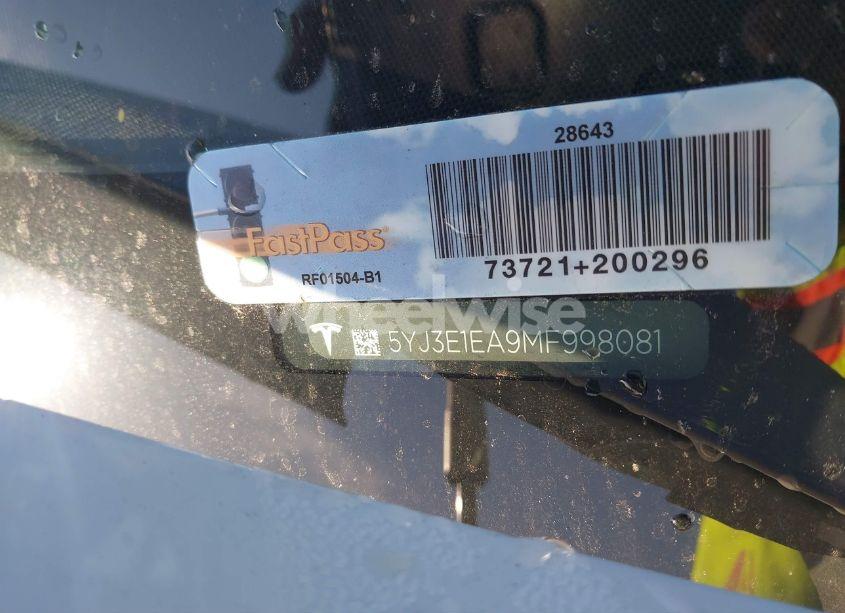 28643
FastPass®
73721+200296
RF01504-B1
wheelwise
5YJ3E1EA9MF998081